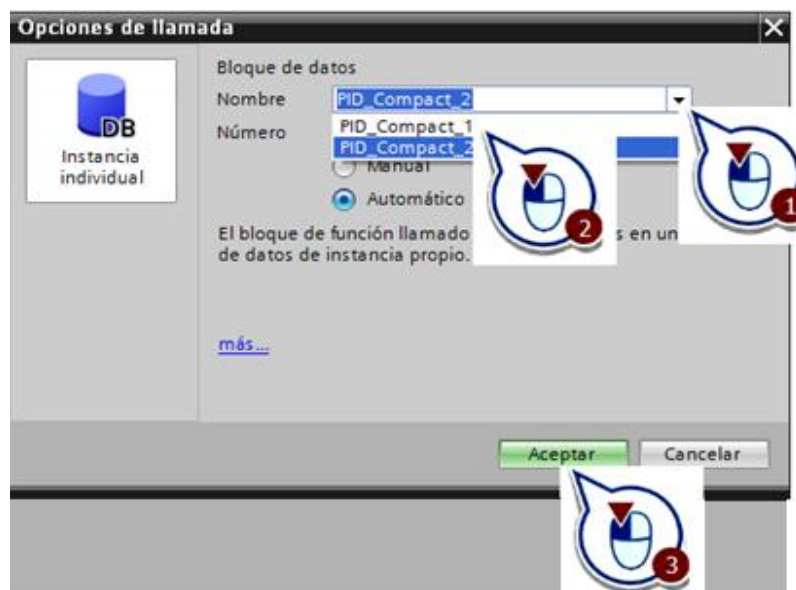 Opciones de llamada
DB
Instancia
individual
Bloque de datos
Nombre
PID_Compact_2
PID_Compact_1
PID_Compact_2
Número
Manual
Automático
El bloque de función llamado s en un
de datos de instancia propio.
más...
Aceptar
Cancelar
1
2
3